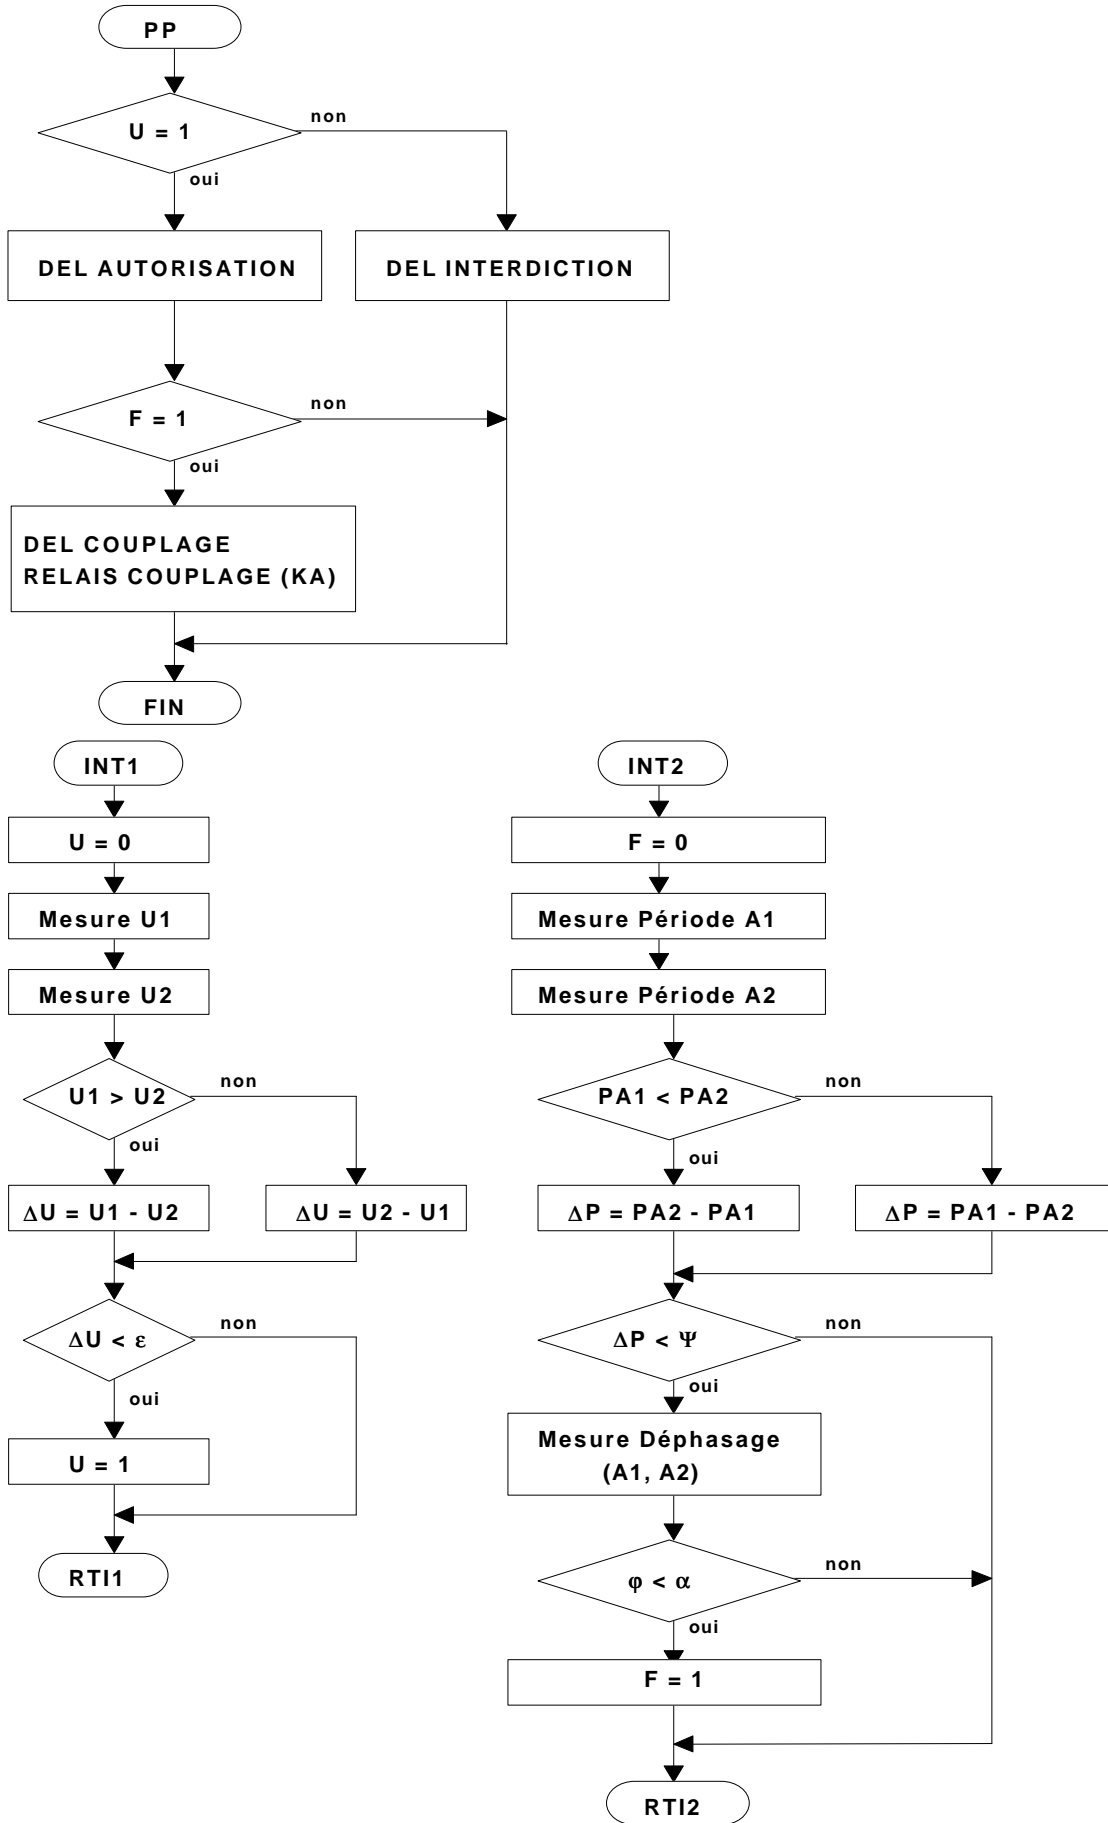 PP
U = 1
non
oui
DEL AUTORISATION
DEL INTERDICTION
F = 1
non
oui
DEL COUPLAGE
RELAIS COUPLAGE (KA)
FIN
INT1
U = 0
Mesure U1
Mesure U2
U1 > U2
non
oui
ΔU = U1 - U2
ΔU = U2 - U1
ΔU < ε
non
oui
U = 1
RTI1
INT2
F = 0
Mesure Période A1
Mesure Période A2
PA1 < PA2
non
oui
ΔP = PA2 - PA1
ΔP = PA1 - PA2
ΔP < Ψ
non
oui
Mesure Déphasage
(A1, A2)
φ < α
non
oui
F = 1
RTI2